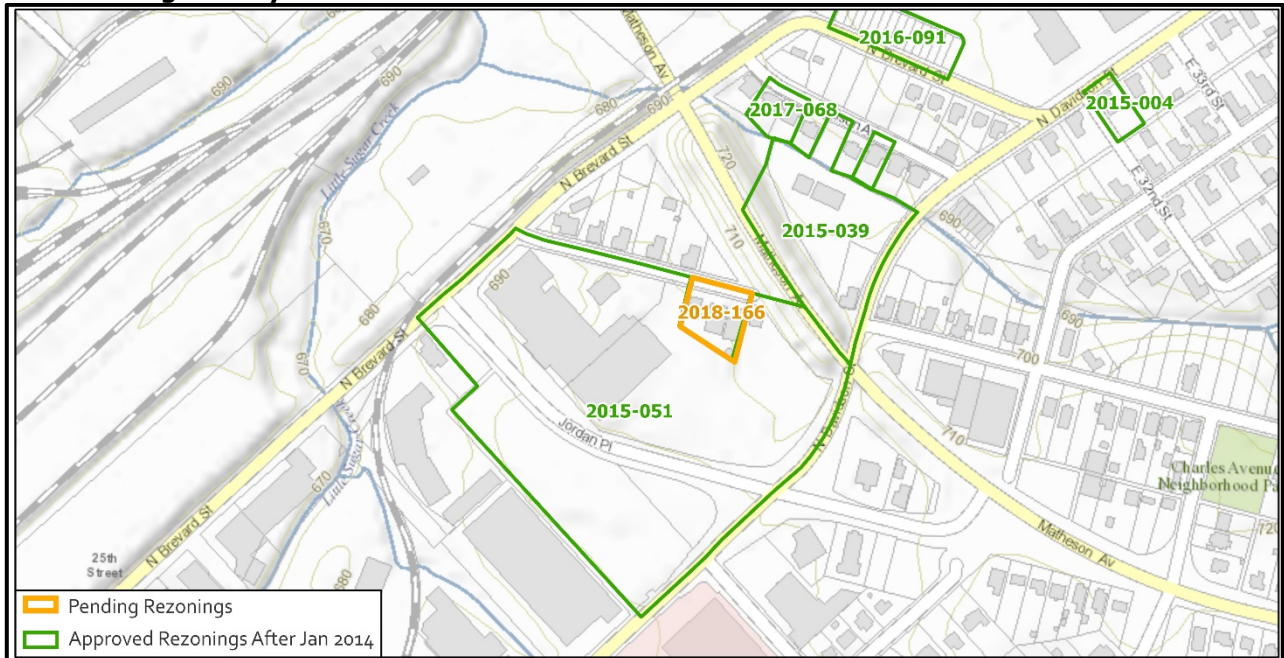 Matheson Av
2016-091
N Brevard St
N Davidson St
2015-004
E 33rd St
2017-068
690
680
690
Little Sugar Creek
720
N Brevard St
E 32nd St
690
670
710
2015-039
Matheson Av
690
2018-166
680
690
700
N Brevard St
670
2015-051
Jordan Pl
N Davidson St
710
Charles Avenue
Neighborhood Pa
Little Sugar Creek
670
N Brevard St
Matheson Av
720
25th
Street
680
Pending Rezonings
Approved Rezonings After Jan 2014